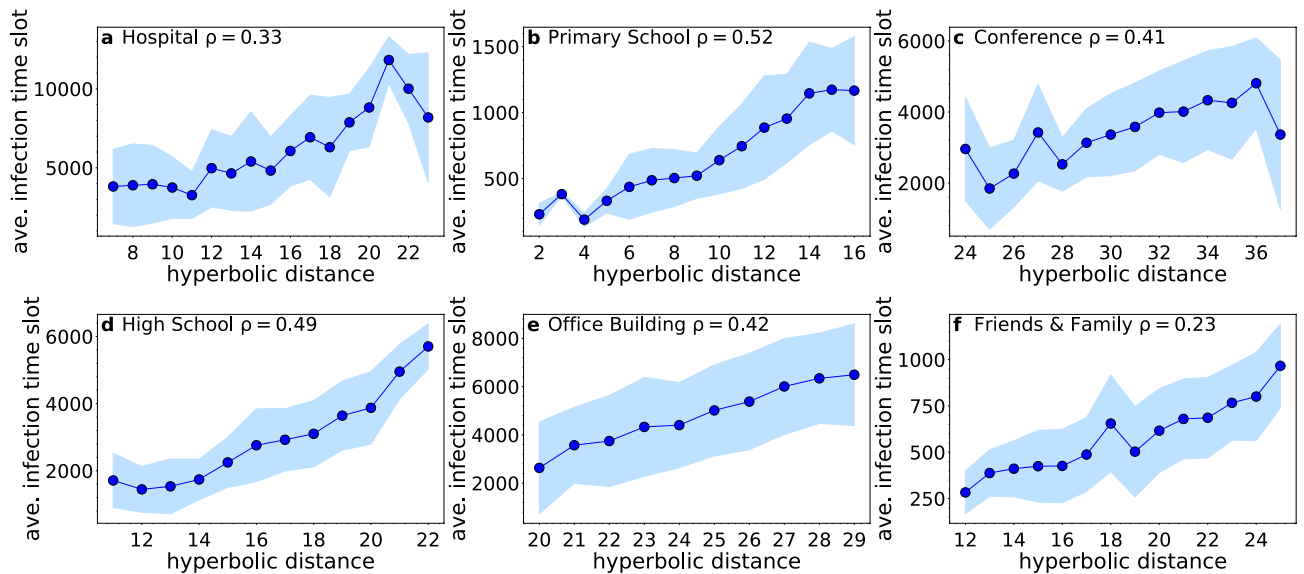 a Hospital ρ = 0.33
ave. infection time slot
10000
5000
8 10 12 14 16 18 20 22
hyperbolic distance
b Primary School ρ = 0.52
ave. infection time slot
1500
1000
500
2 4 6 8 10 12 14 16
hyperbolic distance
c Conference ρ = 0.41
ave. infection time slot
6000
4000
2000
24 26 28 30 32 34 36
hyperbolic distance
d High School ρ = 0.49
ave. infection time slot
6000
4000
2000
12 14 16 18 20 22
hyperbolic distance
e Office Building ρ = 0.42
ave. infection time slot
8000
6000
4000
2000
20 21 22 23 24 25 26 27 28 29
hyperbolic distance
f Friends & Family ρ = 0.23
ave. infection time slot
1000
750
500
250
12 14 16 18 20 22 24
hyperbolic distance